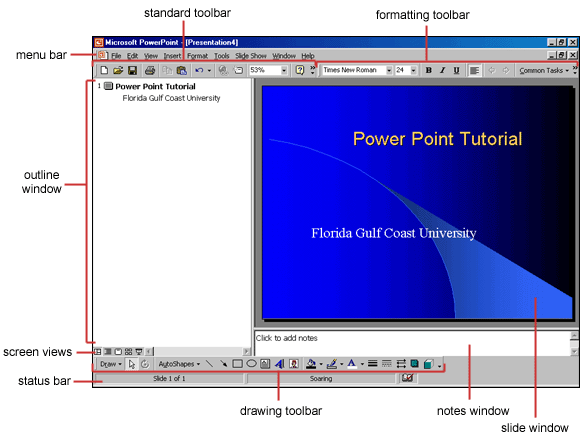 standard toolbar
formatting toolbar
menu bar
Microsoft PowerPoint - [Presentation4]
File Edit View Insert Format Tools Slide Show Window Help
53%
Times New Roman 24 B I U Common Tasks
1 Power Point Tutorial
Florida Gulf Coast University
Power Point Tutorial
Florida Gulf Coast University
outline
window
Click to add notes
screen views
Draw AutoShapes
status bar
Slide 1 of 1 Soaring
drawing toolbar
notes window
slide window